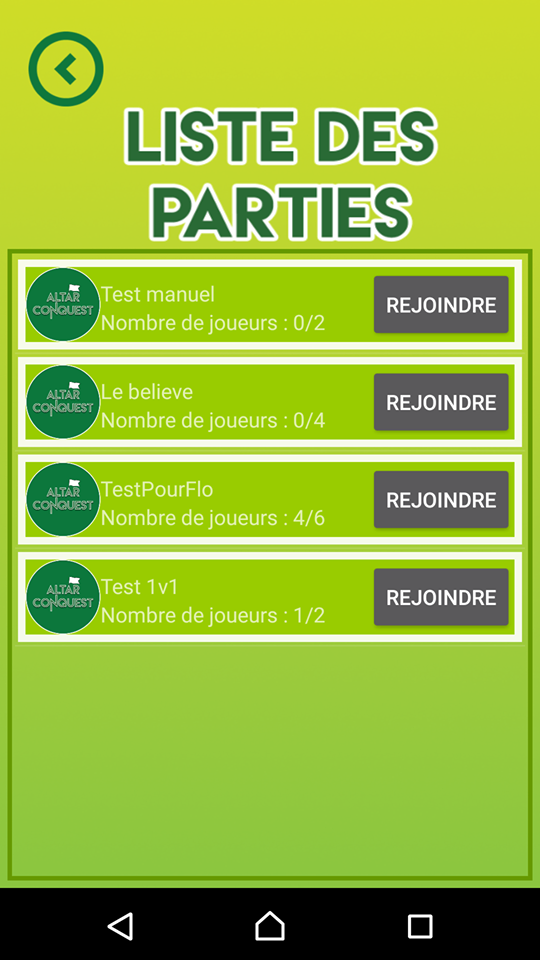 LISTE DES
PARTIES
ALTAR
CONQUEST
Test manuel
Nombre de joueurs : 0/2
REJOINDRE
ALTAR
CONQUEST
Le believe
Nombre de joueurs : 0/4
REJOINDRE
ALTAR
CONQUEST
TestPourFlo
Nombre de joueurs : 4/6
REJOINDRE
ALTAR
CONQUEST
Test 1v1
Nombre de joueurs : 1/2
REJOINDRE